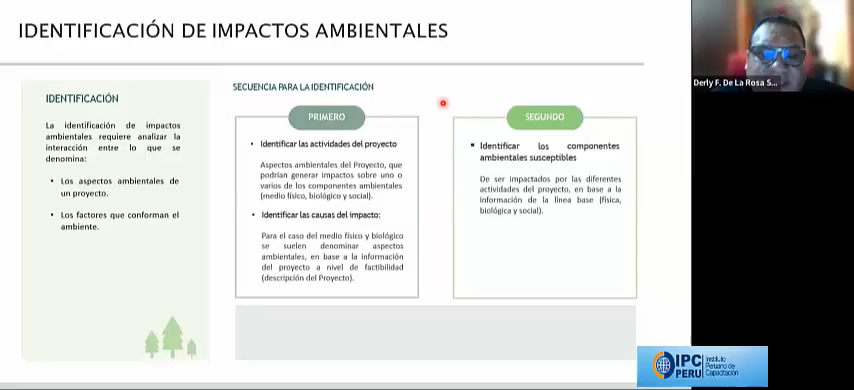 IDENTIFICACIÓN DE IMPACTOS AMBIENTALES
IDENTIFICACIÓN
La identificación de impactos
ambientales requiere analizar la
interacción entre lo que se
denomina:
• Los aspectos ambientales de
un proyecto.
• Los factores que conforman el
ambiente.
SECUENCIA PARA LA IDENTIFICACIÓN
PRIMERO
• Identificar las actividades del proyecto
Aspectos ambientales del Proyecto, que
podrían generar impactos sobre uno o
varios de los componentes ambientales
(medio físico, biológico y social).
• Identificar las causas del impacto:
Para el caso del medio físico y biológico
se suelen denominar aspectos
ambientales, en base a la información
del proyecto a nivel de factibilidad
(descripción del Proyecto).
SEGUNDO
▪ Identificar los componentes
ambientales susceptibles
De ser impactados por las diferentes
actividades del proyecto, en base a la
información de la línea base (física,
biológica y social).
Derly F. De La Rosa S...
IPC
PERU
Instituto
Peruano de
Capacitación